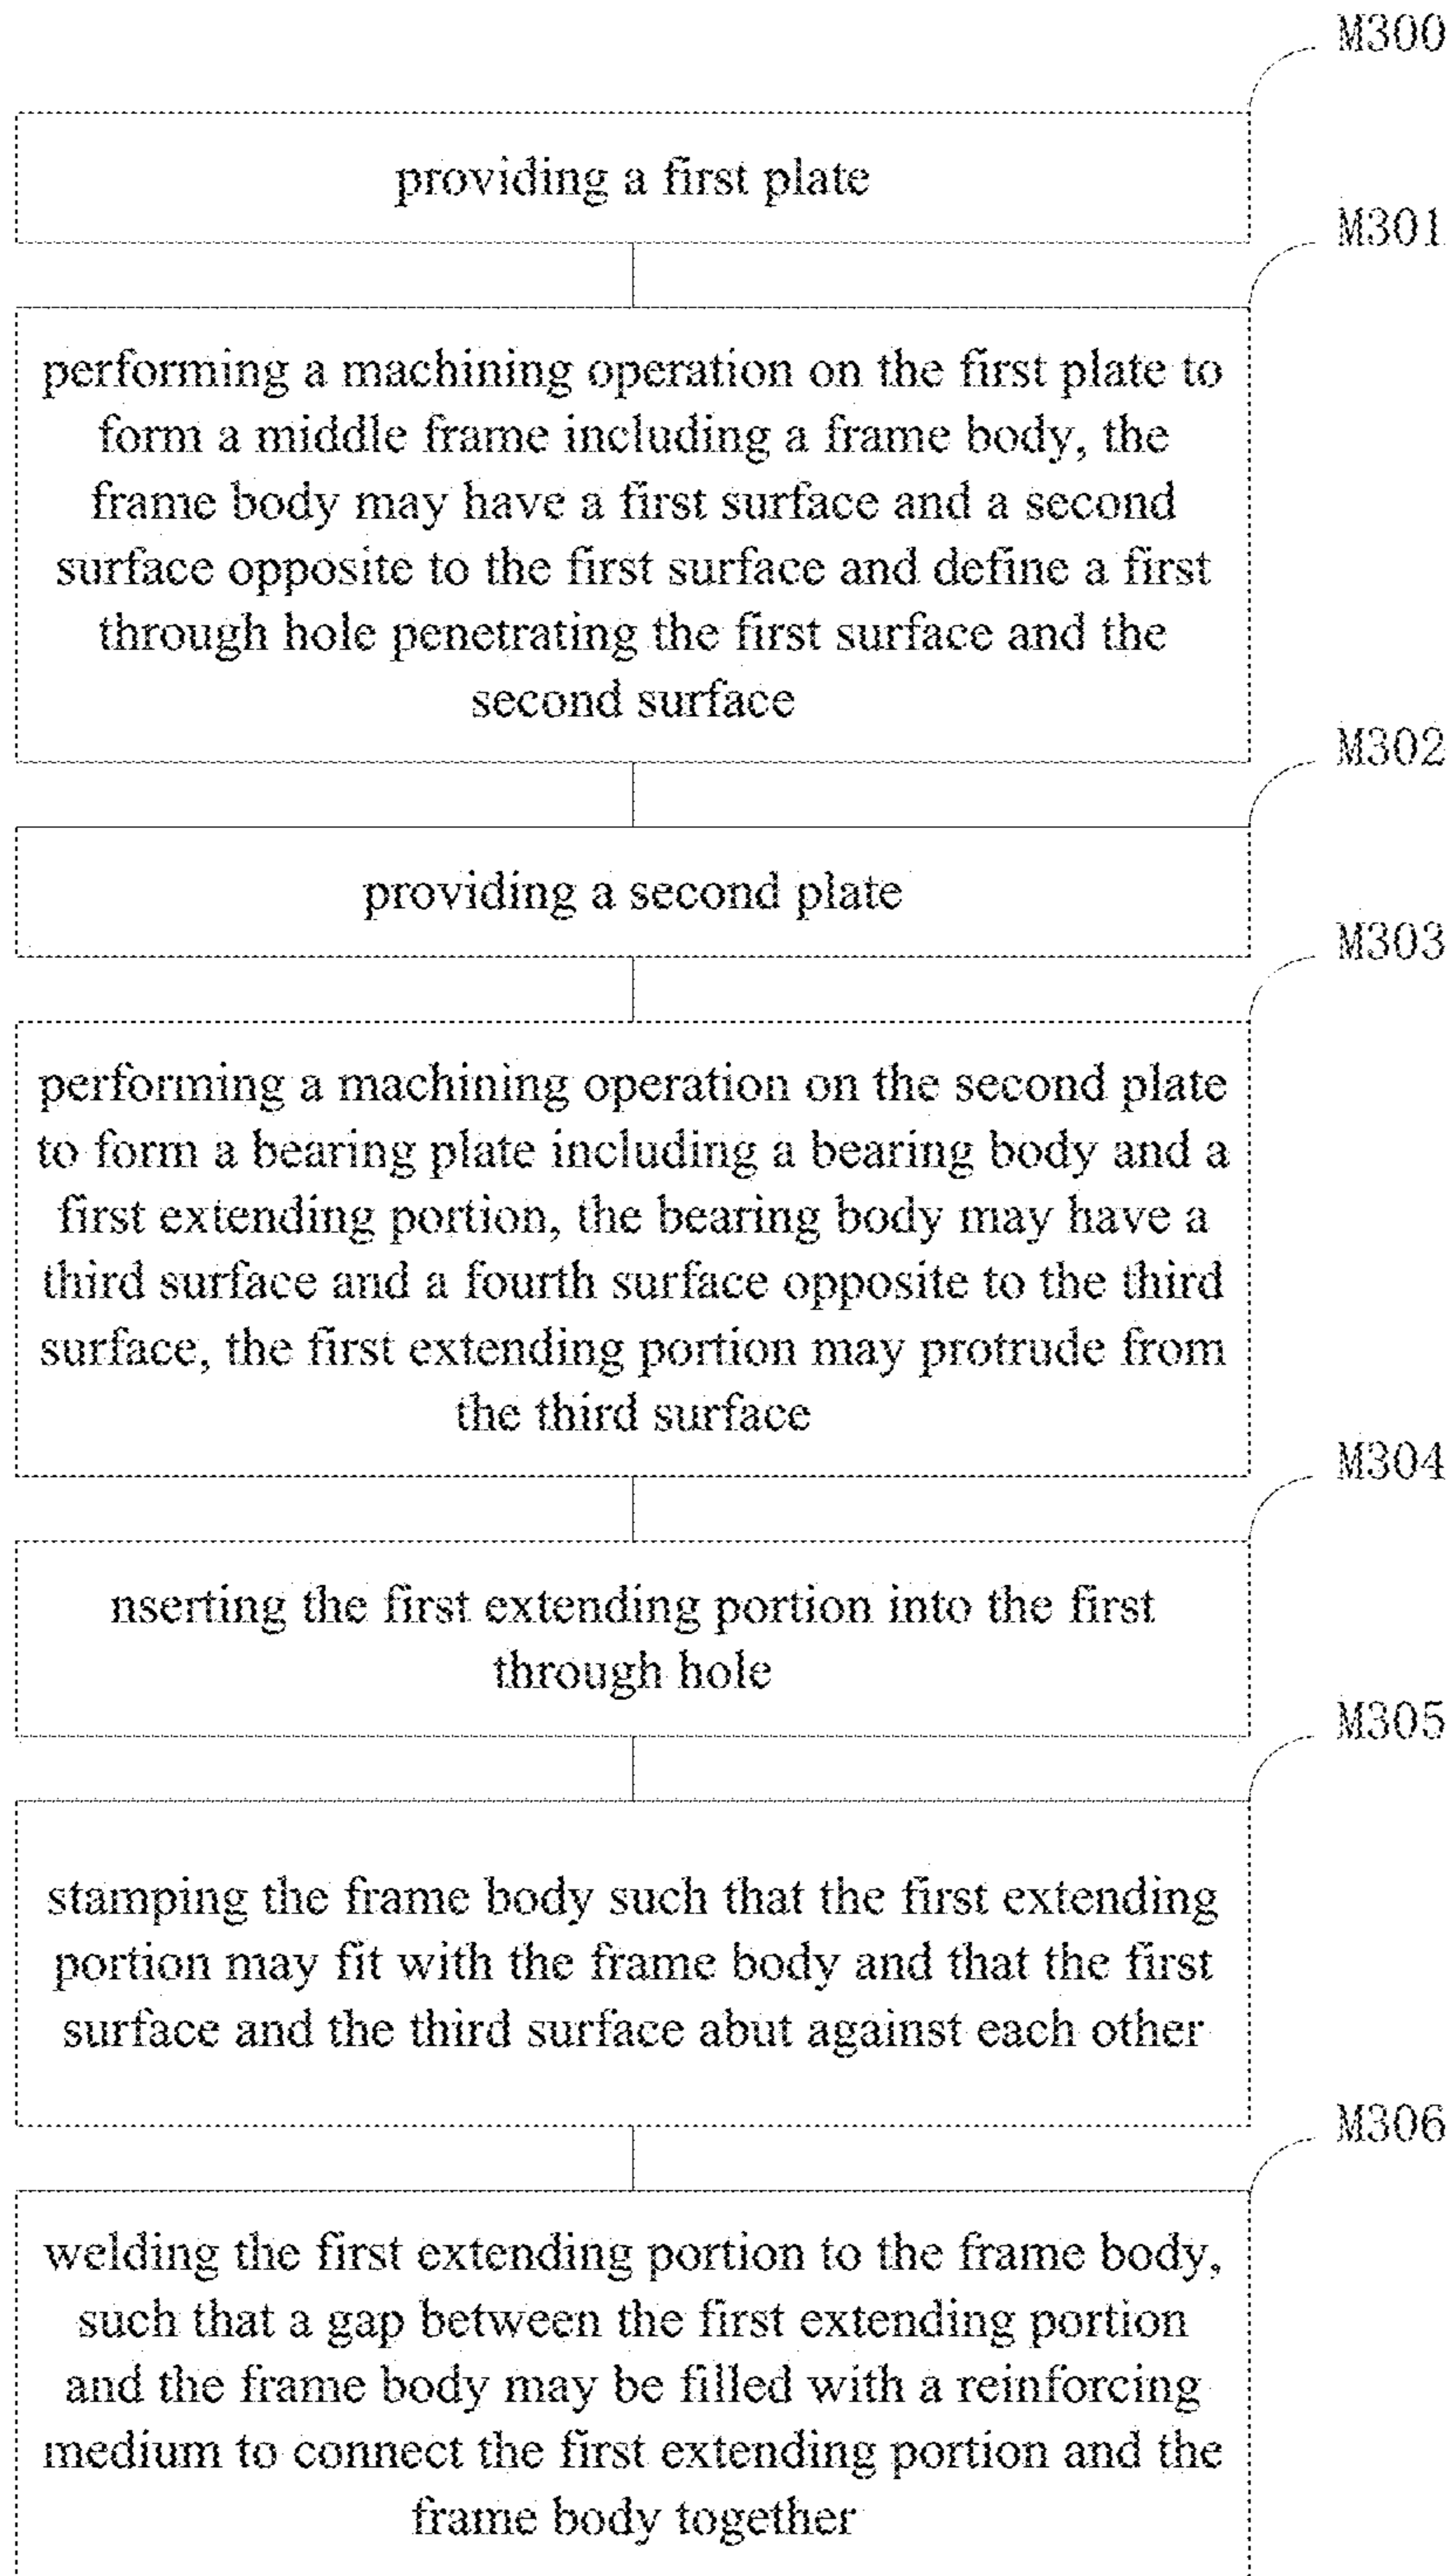 M300
providing a first plate
M301
performing a machining operation on the first plate to
form a middle frame including a frame body, the
frame body may have a first surface and a second
surface opposite to the first surface and define a first
through hole penetrating the first surface and the
second surface
M302
providing a second plate
M303
performing a machining operation on the second plate
to form a bearing plate including a bearing body and a
first extending portion, the bearing body may have a
third surface and a fourth surface opposite to the third
surface, the first extending portion may protrude from
the third surface
M304
nserting the first extending portion into the first
through hole
M305
stamping the frame body such that the first extending
portion may fit with the frame body and that the first
surface and the third surface abut against each other
M306
welding the first extending portion to the frame body,
such that a gap between the first extending portion
and the frame body may be filled with a reinforcing
medium to connect the first extending portion and the
frame body together